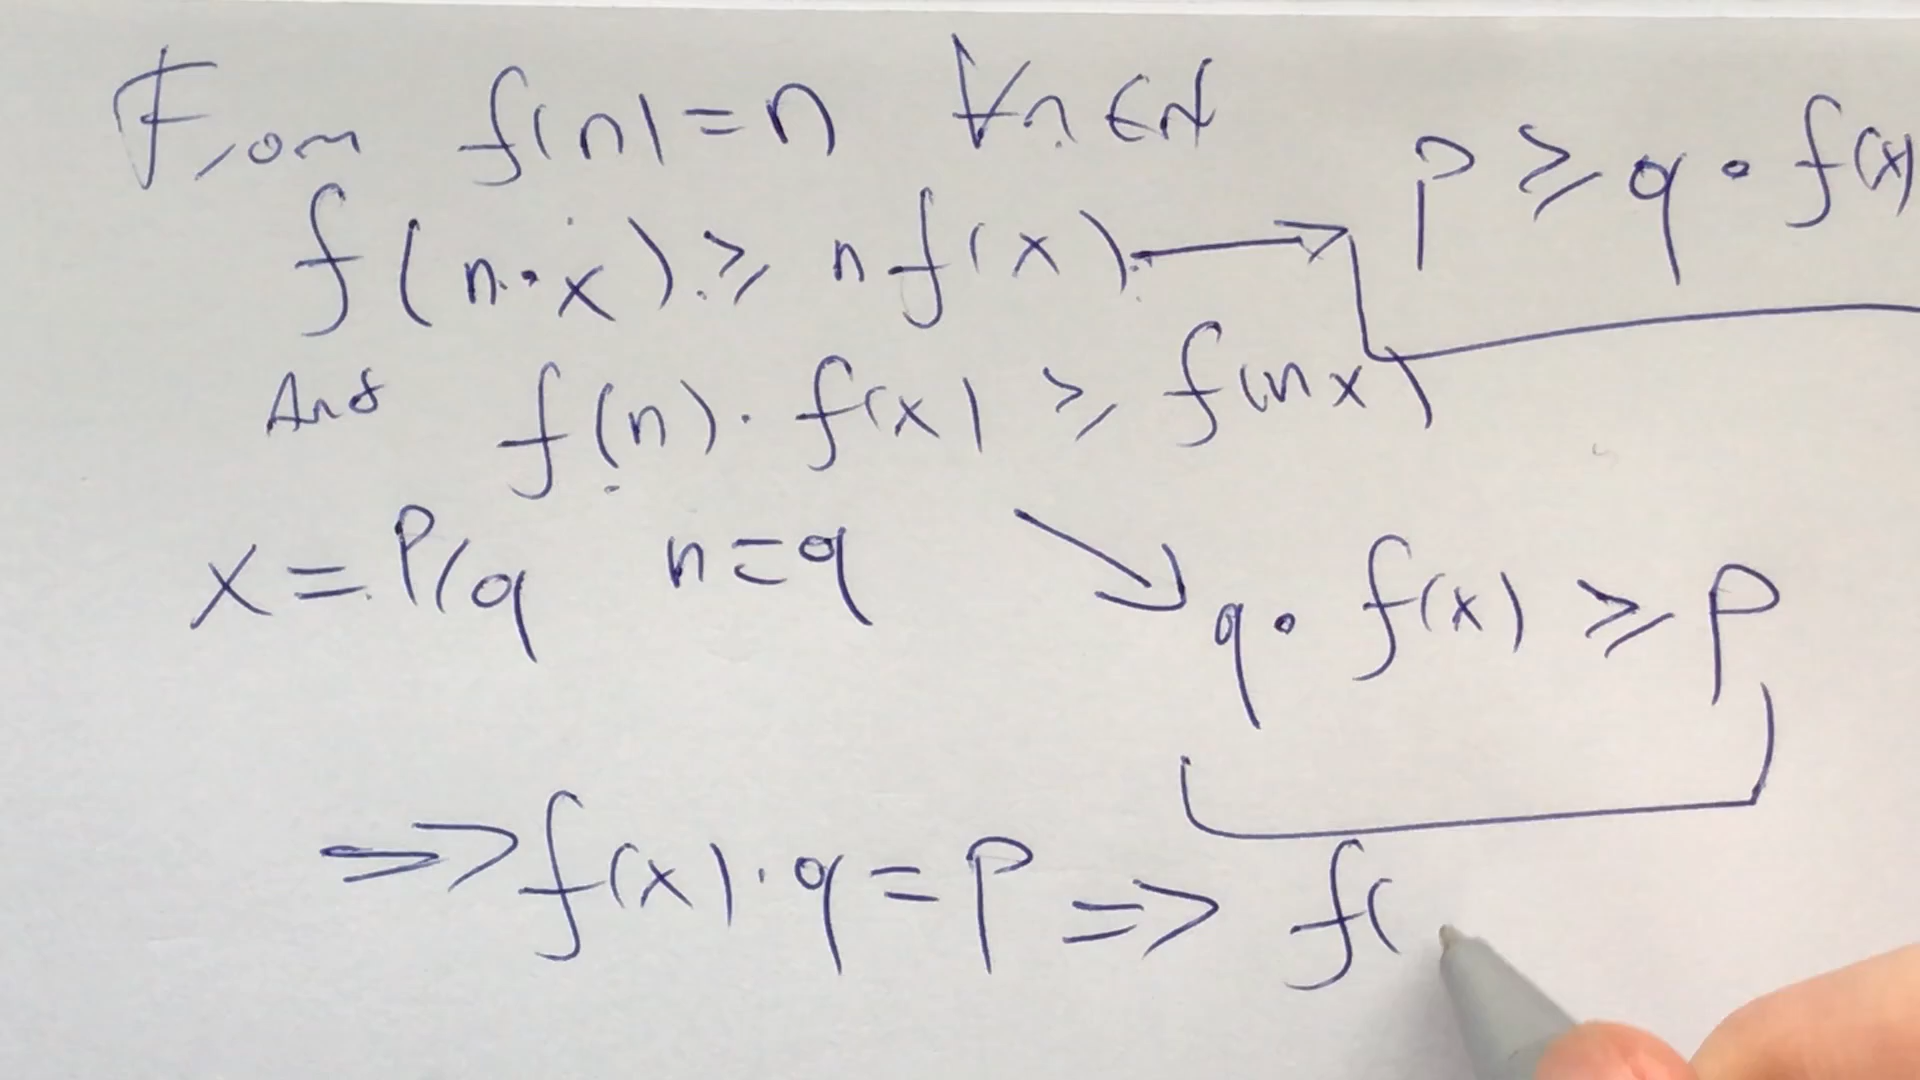 From f(n)=n ∀n∈ℕ
p ≥ q · f(x)
f(n·x) ≥ n f(x) →
And f(n) · f(x) ≥ f(nx)
x = P/q n = q
↘ q · f(x) ≥ p
⇒ f(x) · q = p ⇒ f(